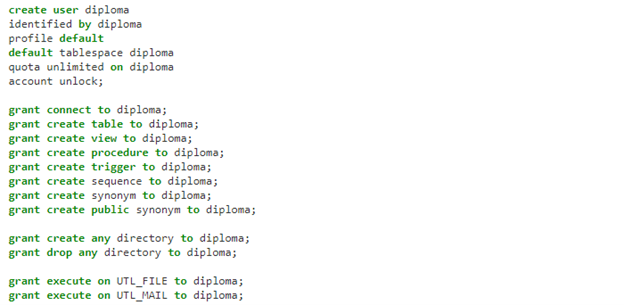 create user diploma
identified by diploma
profile default
default tablespace diploma
quota unlimited on diploma
account unlock;
grant connect to diploma;
grant create table to diploma;
grant create view to diploma;
grant create procedure to diploma;
grant create trigger to diploma;
grant create sequence to diploma;
grant create synonym to diploma;
grant create public synonym to diploma;
grant create any directory to diploma;
grant drop any directory to diploma;
grant execute on UTL_FILE to diploma;
grant execute on UTL_MAIL to diploma;